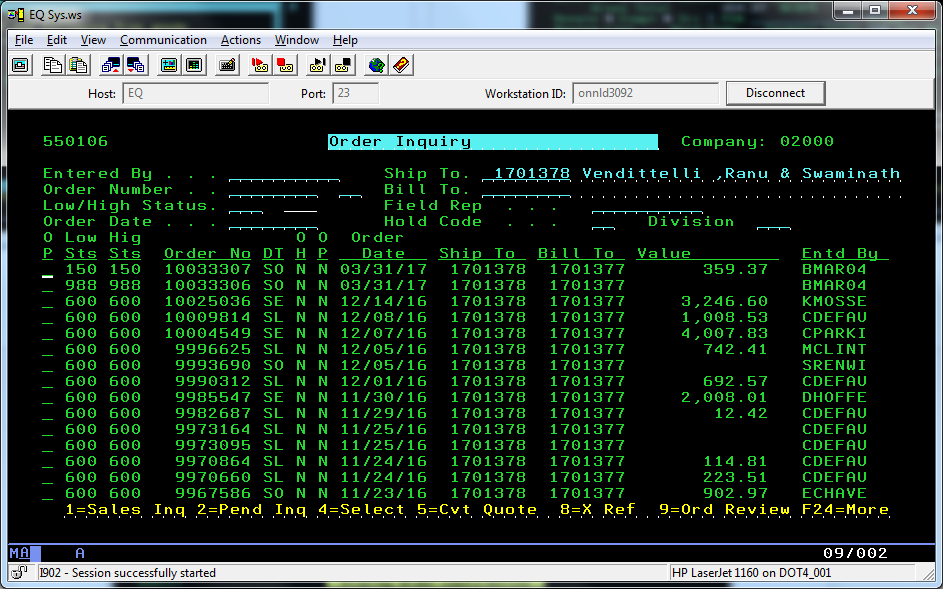 EQ Sys.ws
File Edit View Communication Actions Window Help
Host: EQ Port: 23 Workstation ID: onnld3092 Disconnect
550106 Order Inquiry Company: 02000
Entered By . . . Ship To. 1701378 Vendittelli ,Ranu & Swaminath
Order Number . . Bill To.
Low/High Status. Field Rep . . .
Order Date . . . Hold Code . . . Division
O Low Hig O O Order
P Sts Sts Order No DT H P Date Ship To Bill To Value Entd By
150 150 10033307 SO N N 03/31/17 1701378 1701377 359.37 BMAR04
988 988 10033306 SO N N 03/31/17 1701378 1701377 BMAR04
600 600 10025036 SE N N 12/14/16 1701378 1701377 3,246.60 KMOSSE
600 600 10009814 SL N N 12/08/16 1701378 1701377 1,008.53 CDEFAU
600 600 10004549 SE N N 12/07/16 1701378 1701377 4,007.83 CPARKI
600 600 9996625 SL N N 12/05/16 1701378 1701377 742.41 MCLINT
600 600 9993690 SO N N 12/05/16 1701378 1701377 SRENWI
600 600 9990312 SL N N 12/01/16 1701378 1701377 692.57 CDEFAU
600 600 9985547 SE N N 11/30/16 1701378 1701377 2,008.01 DHOFFE
600 600 9982687 SL N N 11/29/16 1701378 1701377 12.42 CDEFAU
600 600 9973164 SL N N 11/25/16 1701378 1701377 CDEFAU
600 600 9973095 SL N N 11/25/16 1701378 1701377 CDEFAU
600 600 9970864 SL N N 11/24/16 1701378 1701377 114.81 CDEFAU
600 600 9970660 SL N N 11/24/16 1701378 1701377 223.51 CDEFAU
600 600 9967586 SO N N 11/23/16 1701378 1701377 902.97 ECHAVE
1=Sales Inq 2=Pend Inq 4=Select 5=Cvt Quote 8=X Ref 9=Ord Review F24=More
MA A 09/002
I902 - Session successfully started HP LaserJet 1160 on DOT4_001